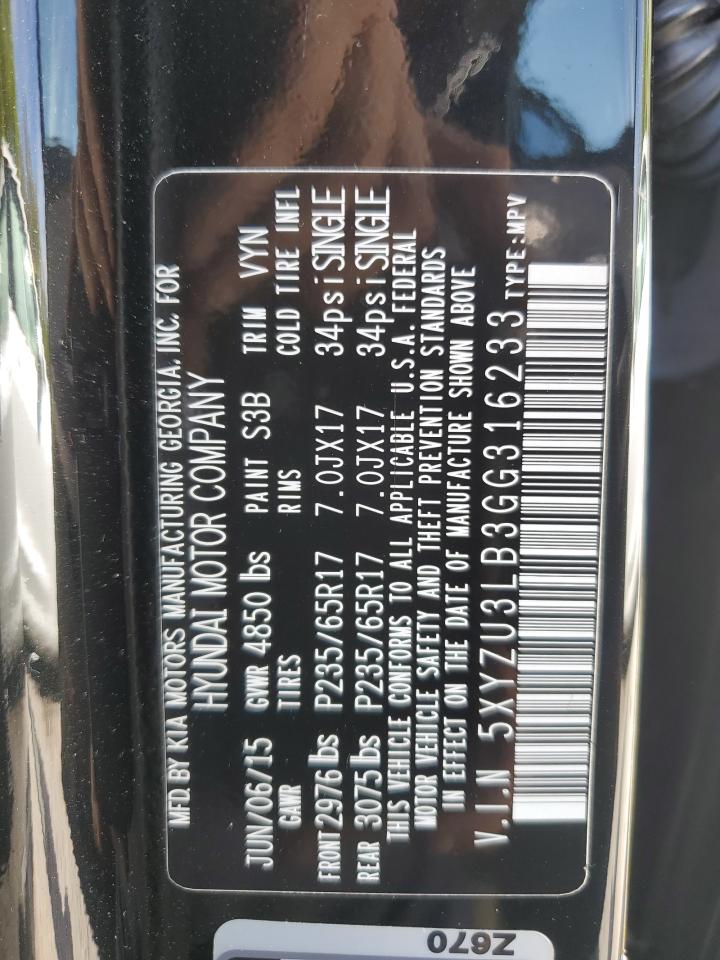 MFD. BY KIA MOTORS MANUFACTURING GEORGIA, INC. FOR
HYUNDAI MOTOR COMPANY
JUN/06/15 GVWR 4850 lbs PAINT S3B TRIM VYN
GAWR TIRES RIMS COLD TIRE INFL
FRONT 2976 lbs P235/65R17 7.0JX17 34psi SINGLE
REAR 3075 lbs P235/65R17 7.0JX17 34psi SINGLE
THIS VEHICLE CONFORMS TO ALL APPLICABLE U.S.A. FEDERAL
MOTOR VEHICLE SAFETY AND THEFT PREVENTION STANDARDS
IN EFFECT ON THE DATE OF MANUFACTURE SHOWN ABOVE
V.I.N 5XYZU3LB3GG316233 TYPE:MPV
Z670